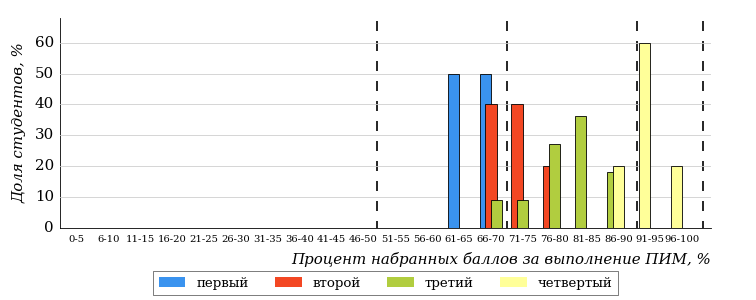 Доля студентов, %
60
50
40
30
20
10
0
0-5 6-10 11-15 16-20 21-25 26-30 31-35 36-40 41-45 46-50 51-55 56-60 61-65 66-70 71-75 76-80 81-85 86-90 91-95 96-100
Процент набранных баллов за выполнение ПИМ, %
первый второй третий четвертый